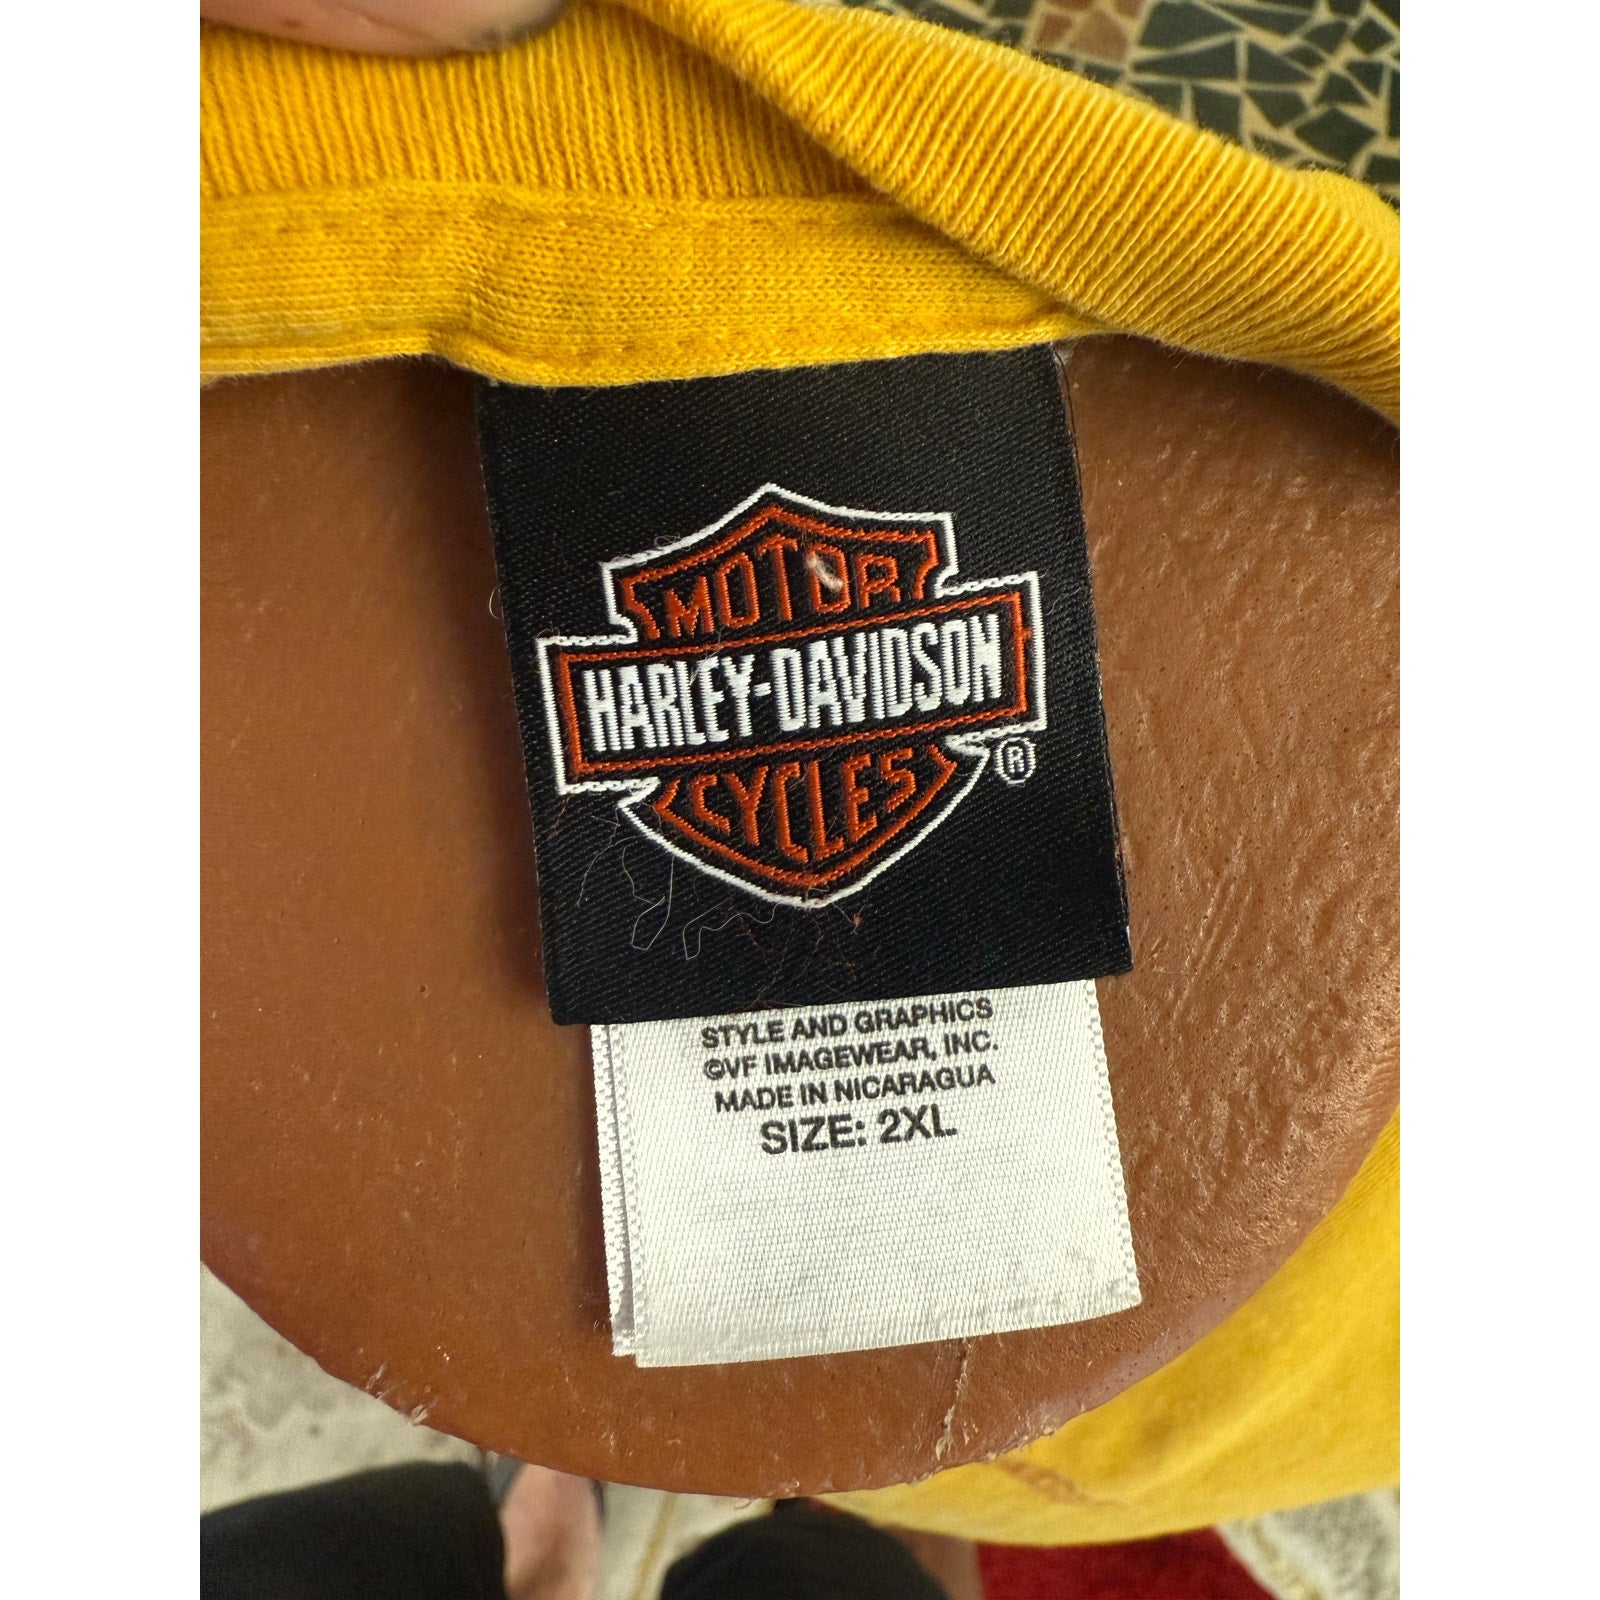 MOTOR
HARLEY-DAVIDSON
CYCLES
®
STYLE AND GRAPHICS
©VF IMAGEWEAR, INC.
MADE IN NICARAGUA
SIZE: 2XL